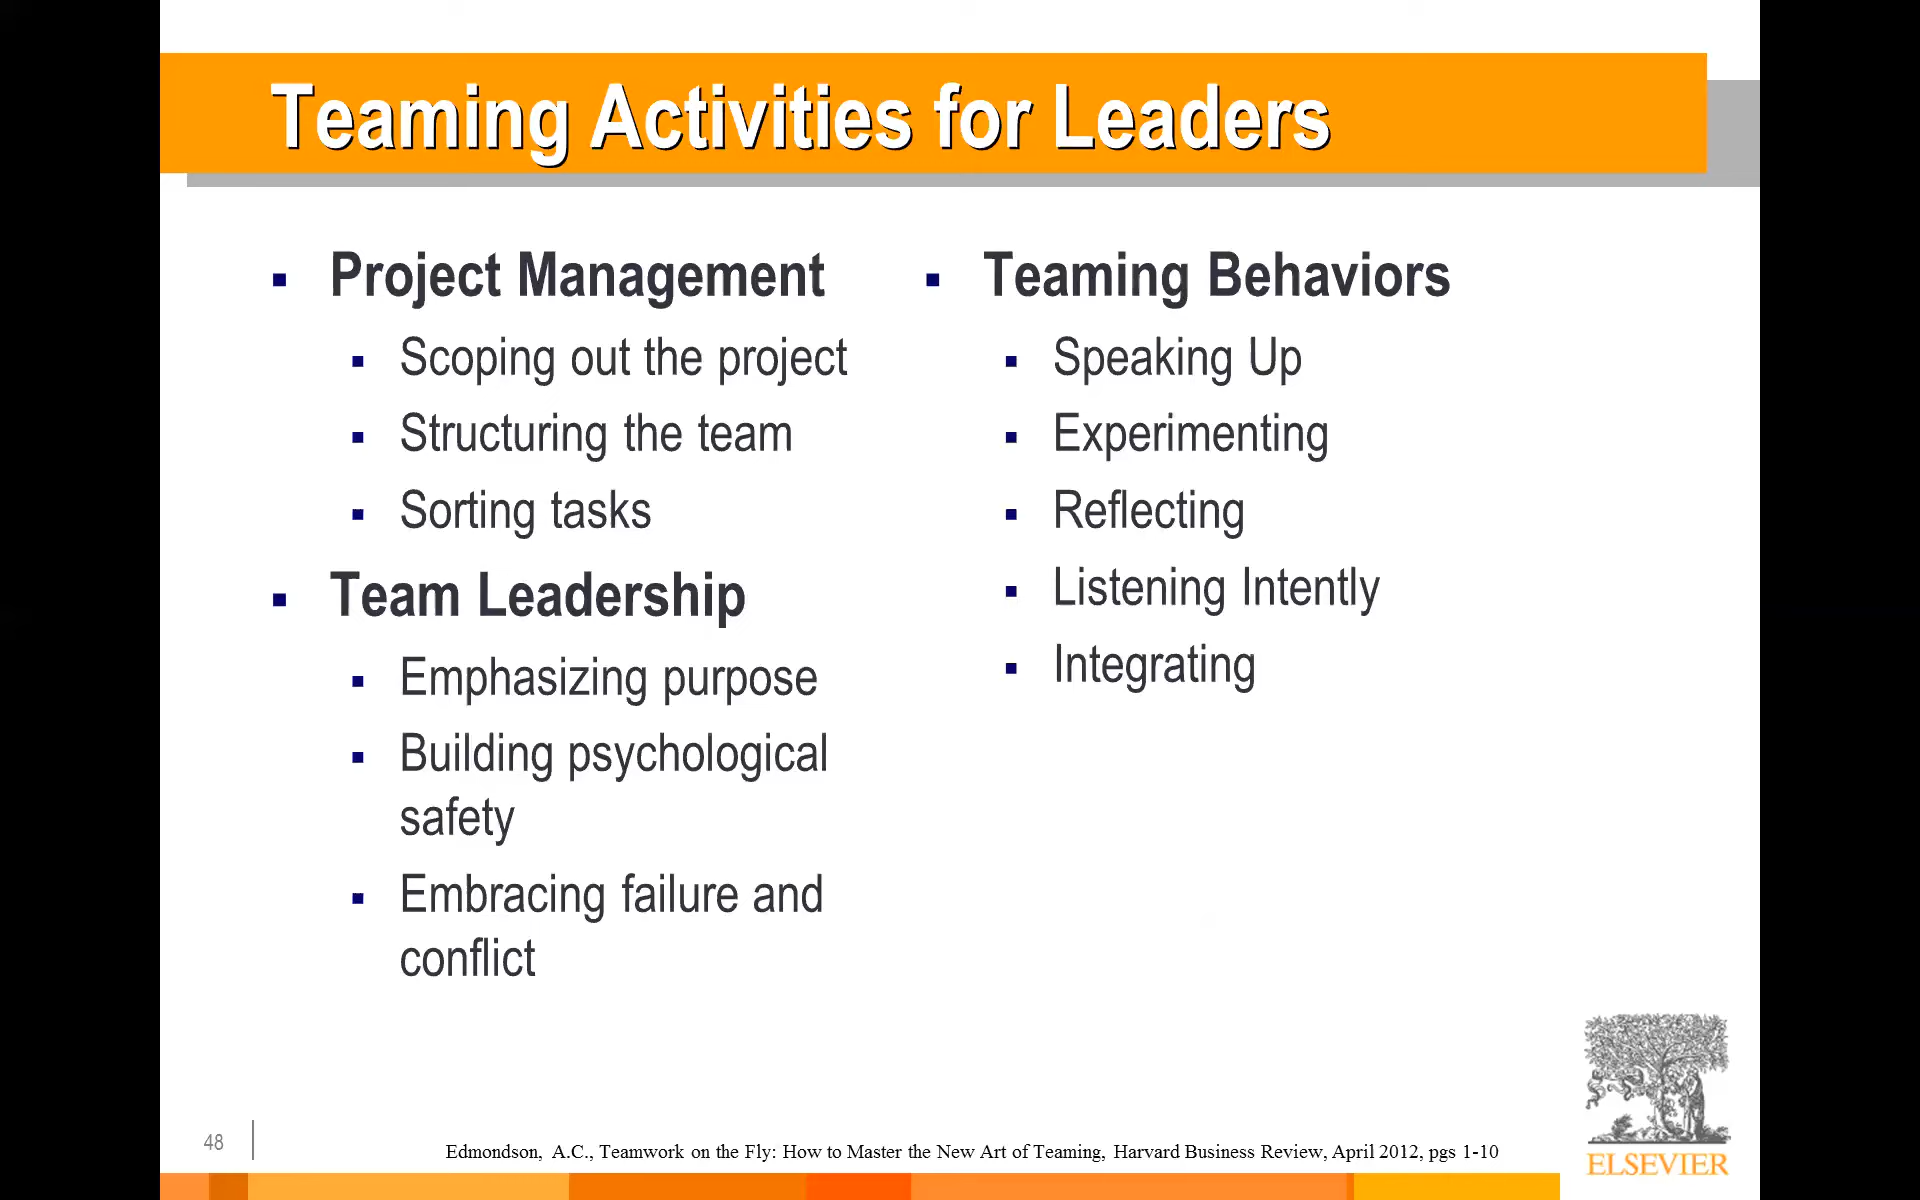 Teaming Activities for Leaders
Project Management
Scoping out the project
Structuring the team
Sorting tasks
Team Leadership
Emphasizing purpose
Building psychological
safety
Embracing failure and
conflict
Teaming Behaviors
Speaking Up
Experimenting
Reflecting
Listening Intently
Integrating
48
Edmondson, A.C., Teamwork on the Fly: How to Master the New Art of Teaming, Harvard Business Review, April 2012, pgs 1-10
ELSEVIER